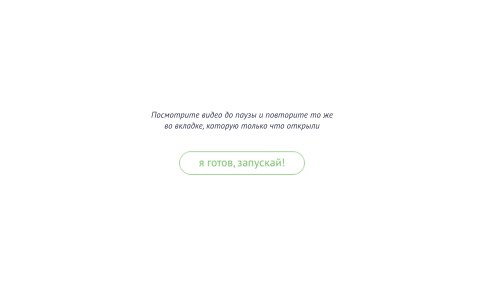 Посмотрите видео до паузы и повторите то же
во вкладке, которую только что открыли
я готов, запускай!